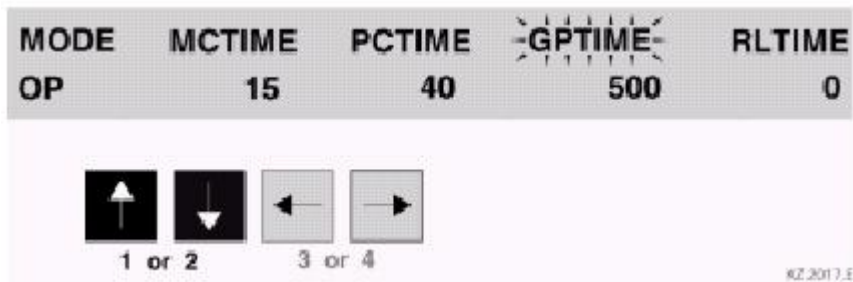 MODE MCTIME PCTIME GPTIME RLTIME
OP 15 40 500 0
1 or 2 3 or 4
KZ.2017.E